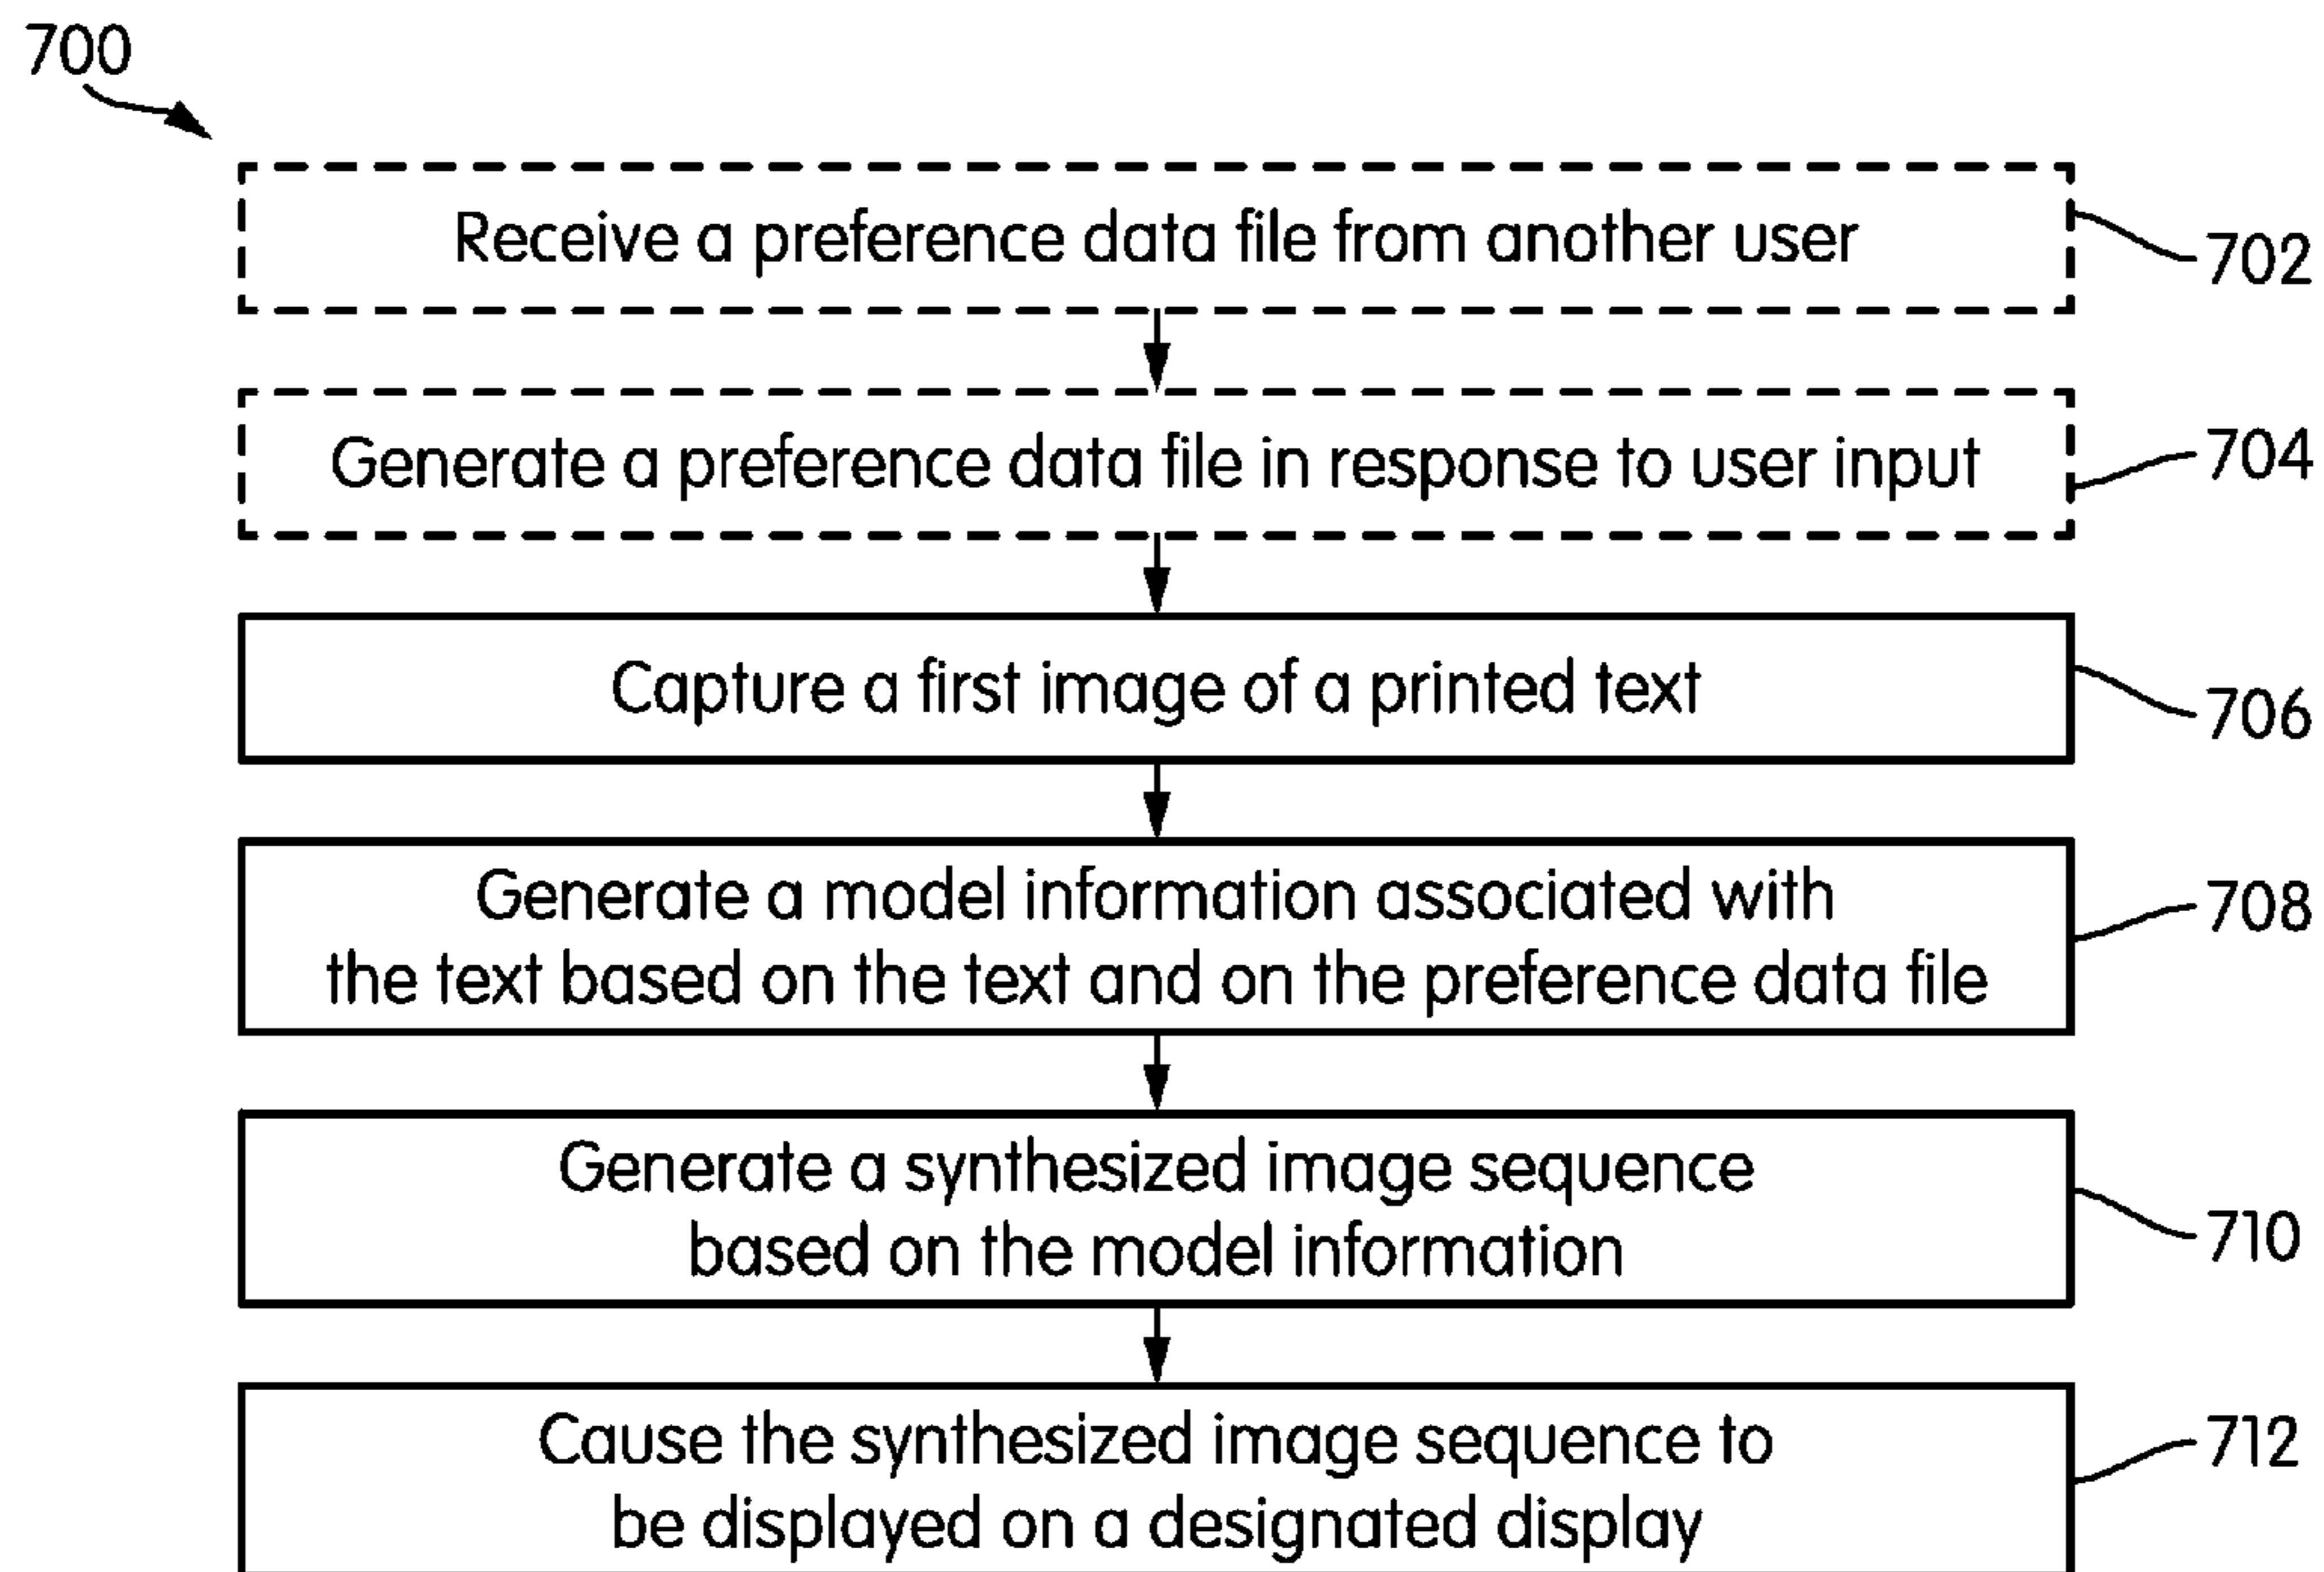 700
Receive a preference data file from another user
702
Generate a preference data file in response to user input
704
Capture a first image of a printed text
706
Generate a model information associated with
the text based on the text and on the preference data file
708
Generate a synthesized image sequence
based on the model information
710
Cause the synthesized image sequence to
be displayed on a designated display
712